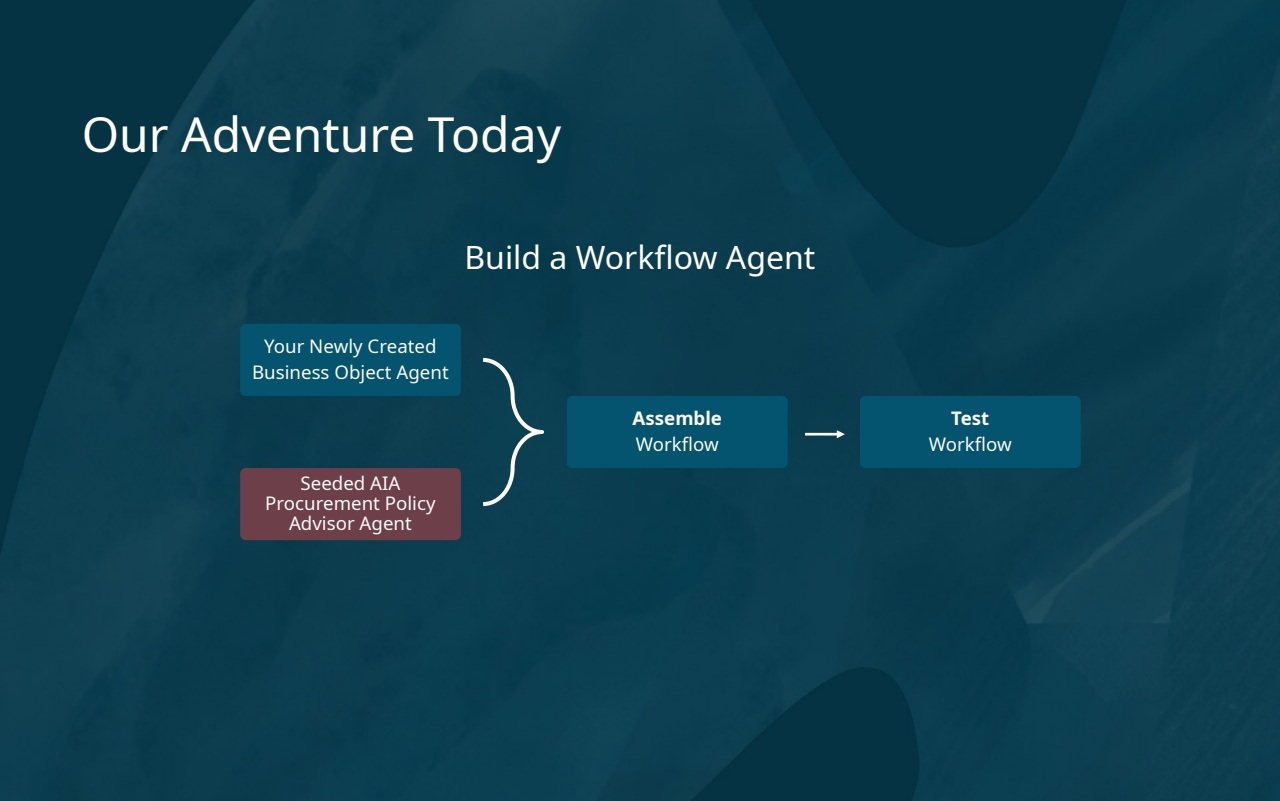 Our Adventure Today
Build a Workflow Agent
Your Newly Created
Business Object Agent
Seeded AIA
Procurement Policy
Advisor Agent
Assemble
Workflow
Test
Workflow